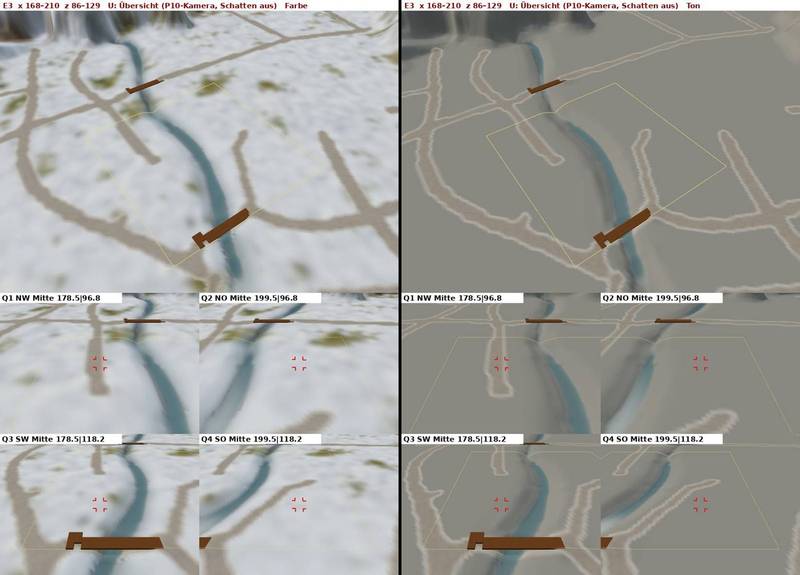 E3 x 168-210 z 86-129 U: Übersicht (P10-Kamera, Schatten aus) Farbe
E3 x 168-210 z 86-129 U: Übersicht (P10-Kamera, Schatten aus) Ton
Q1 NW Mitte 178.5|96.8
Q2 NO Mitte 199.5|96.8
Q1 NW Mitte 178.5|96.8
Q2 NO Mitte 199.5|96.8
Q3 SW Mitte 178.5|118.2
Q4 SO Mitte 199.5|118.2
Q3 SW Mitte 178.5|118.2
Q4 SO Mitte 199.5|118.2